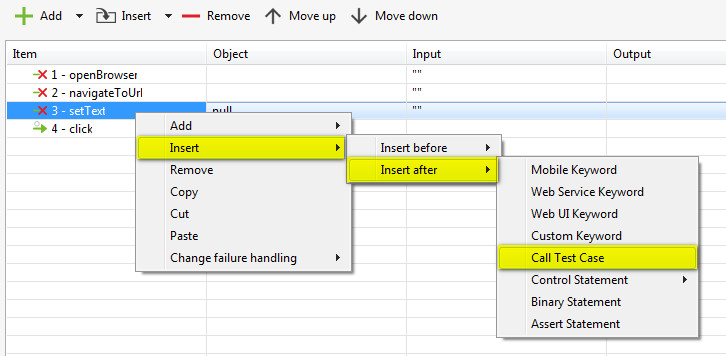 Add Insert Remove Move up Move down
Item Object Input Output
1 - openBrowser ""
2 - navigateToUrl ""
3 - setText null ""
4 - click
Add
Insert
Remove
Copy
Cut
Paste
Change failure handling
Insert before
Insert after
Mobile Keyword
Web Service Keyword
Web UI Keyword
Custom Keyword
Call Test Case
Control Statement
Binary Statement
Assert Statement